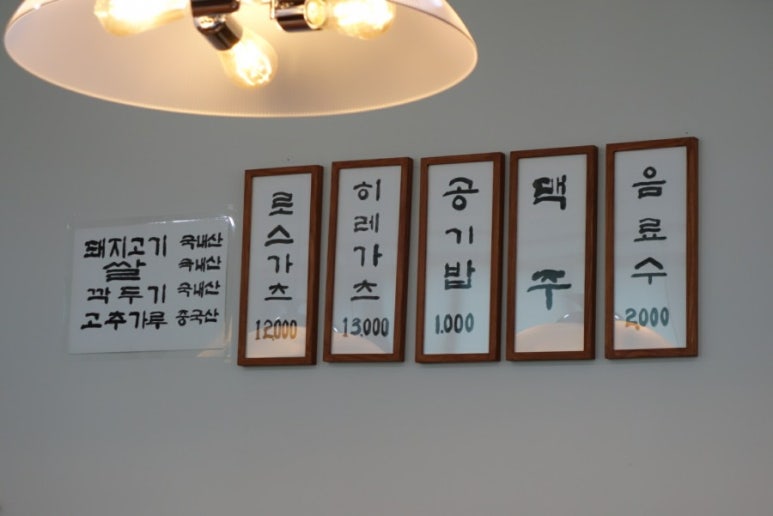 돼지고기 국내산
쌀 국내산
깍두기 국내산
고추가루 중국산
로스가츠
12,000
히레가츠
13,000
공기밥
1,000
맥주
음료수
2,000